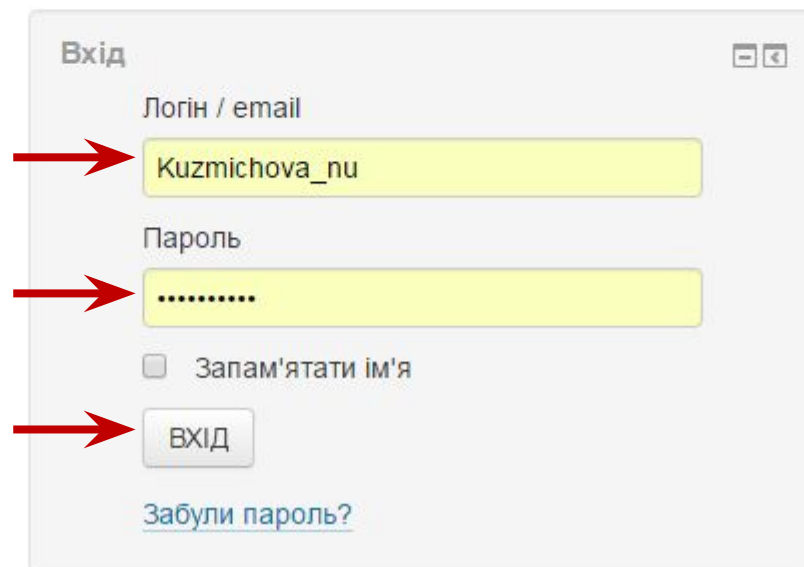 Вхід
Логін / email
Kuzmichova_nu
Пароль
••••••••••
Запам'ятати ім'я
ВХІД
Забули пароль?